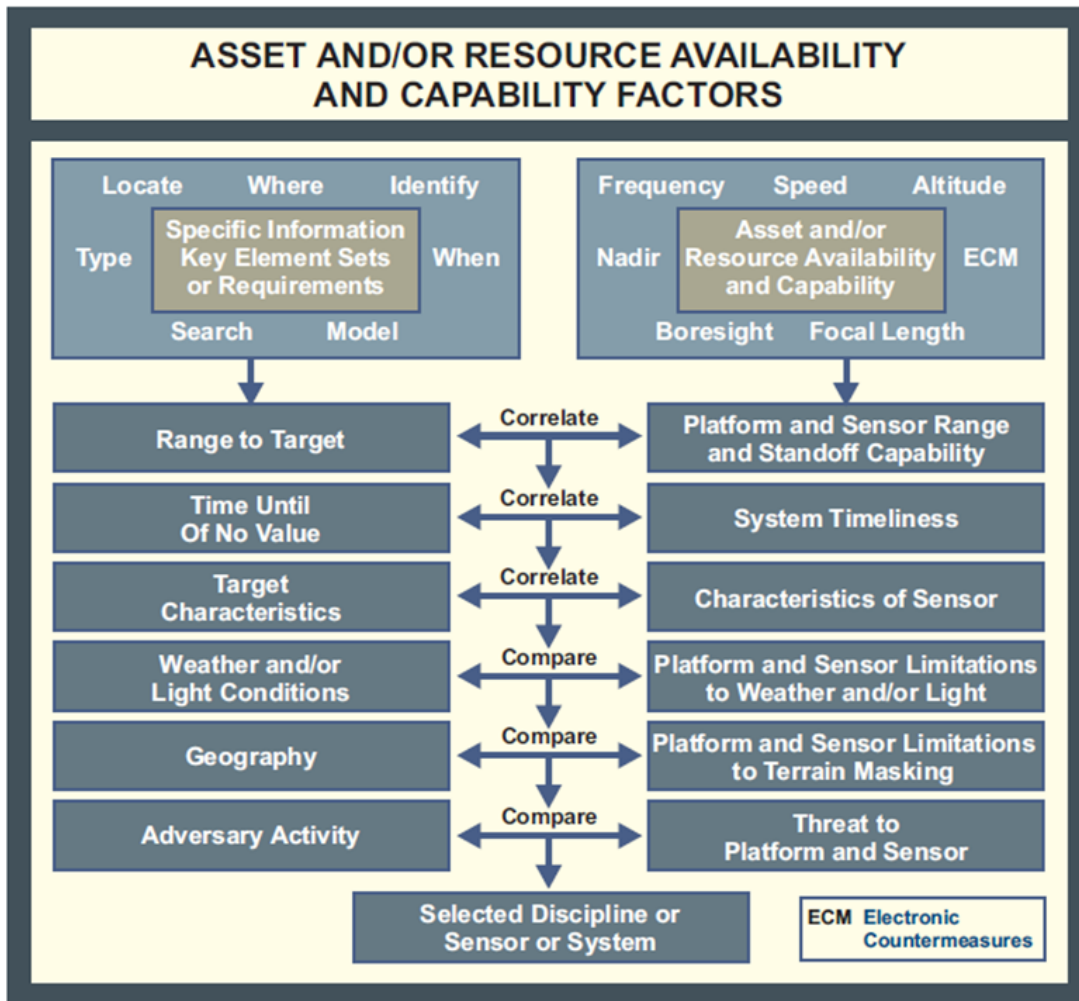 ASSET AND/OR RESOURCE AVAILABILITY
AND CAPABILITY FACTORS
Locate Where Identify
Type
Specific Information
Key Element Sets
or Requirements
When
Search Model
Frequency Speed Altitude
Nadir
Asset and/or
Resource Availability
and Capability
ECM
Boresight Focal Length
Range to Target
Correlate
Platform and Sensor Range
and Standoff Capability
Time Until
Of No Value
Correlate
System Timeliness
Target
Characteristics
Correlate
Characteristics of Sensor
Weather and/or
Light Conditions
Compare
Platform and Sensor Limitations
to Weather and/or Light
Geography
Compare
Platform and Sensor Limitations
to Terrain Masking
Adversary Activity
Compare
Threat to
Platform and Sensor
Selected Discipline or
Sensor or System
ECM Electronic
Countermeasures